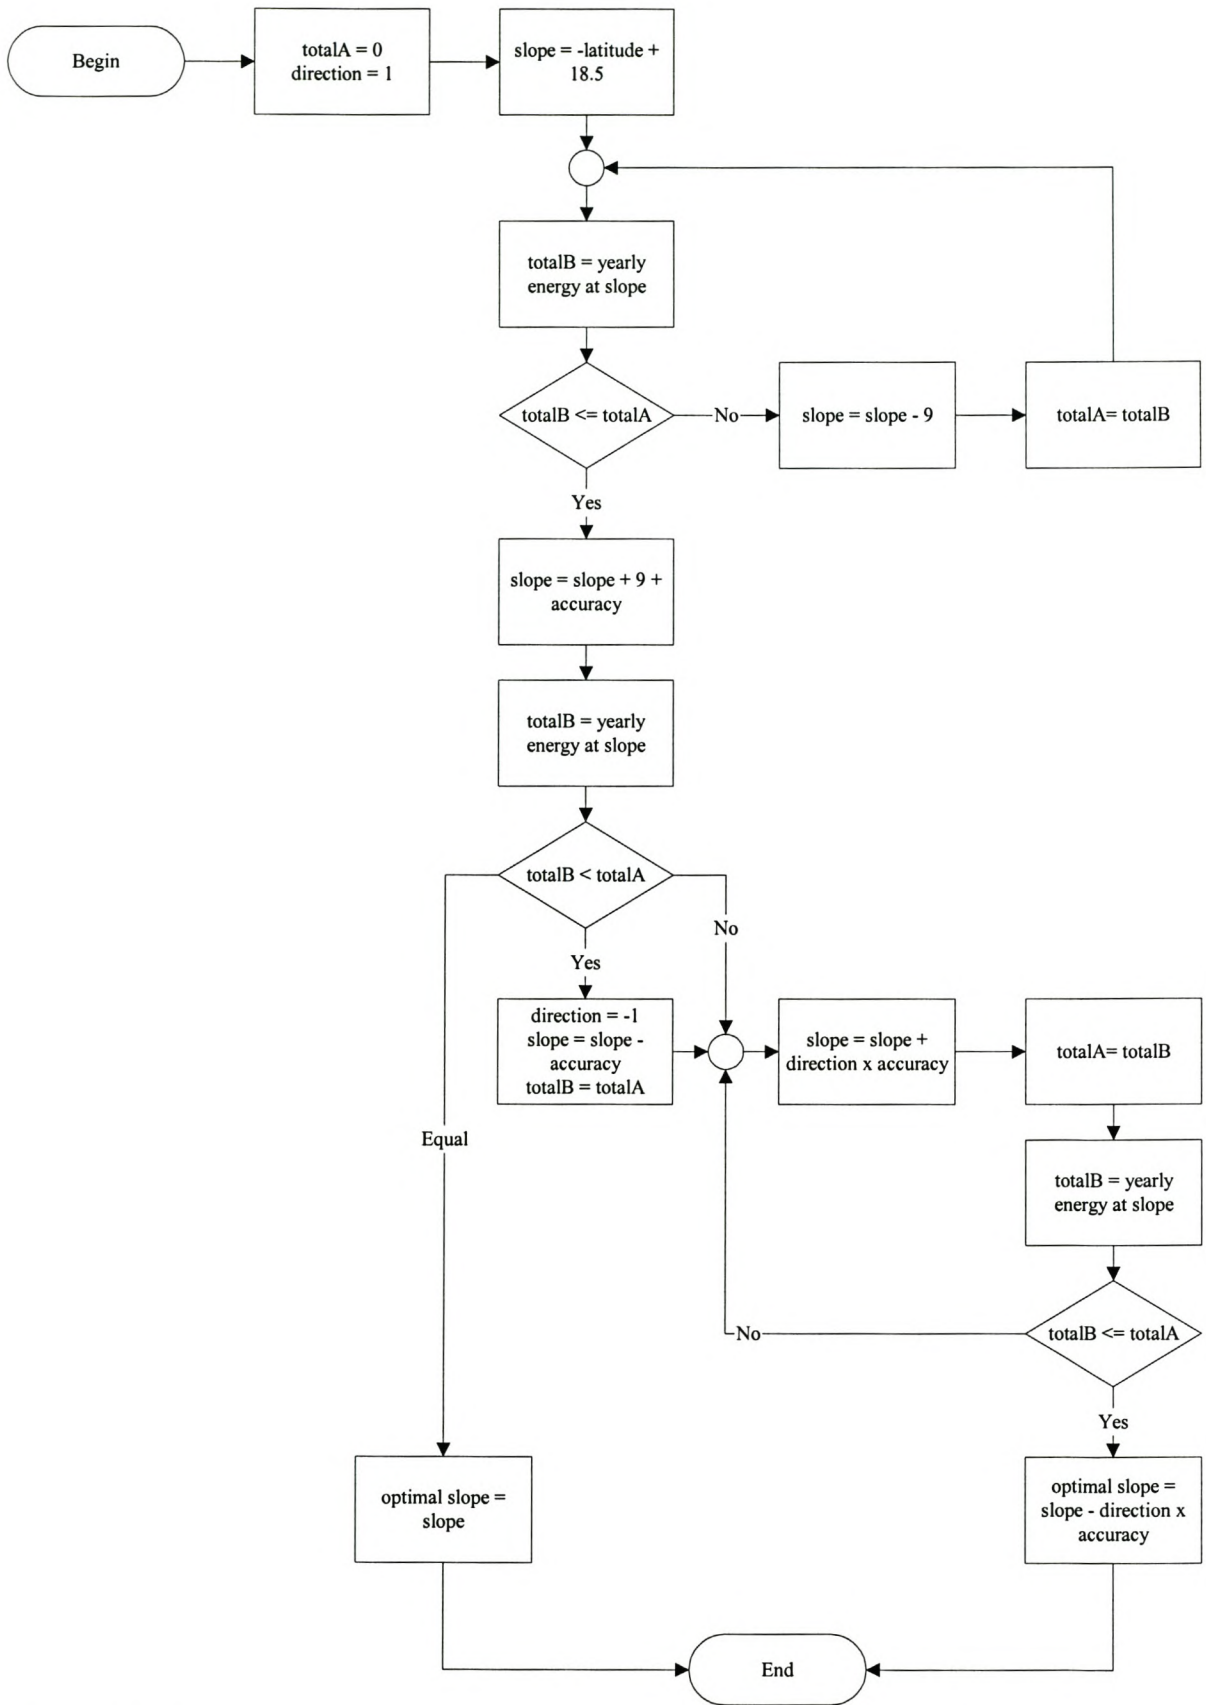 Begin
totalA = 0
direction = 1
slope = -latitude +
18.5
totalB = yearly
energy at slope
totalB <= totalA
No
slope = slope - 9
totalA= totalB
Yes
slope = slope + 9 +
accuracy
totalB = yearly
energy at slope
totalB < totalA
No
Yes
direction = -1
slope = slope -
accuracy
totalB = totalA
slope = slope +
direction x accuracy
totalA= totalB
Equal
totalB = yearly
energy at slope
No
totalB <= totalA
Yes
optimal slope =
slope
optimal slope =
slope - direction x
accuracy
End